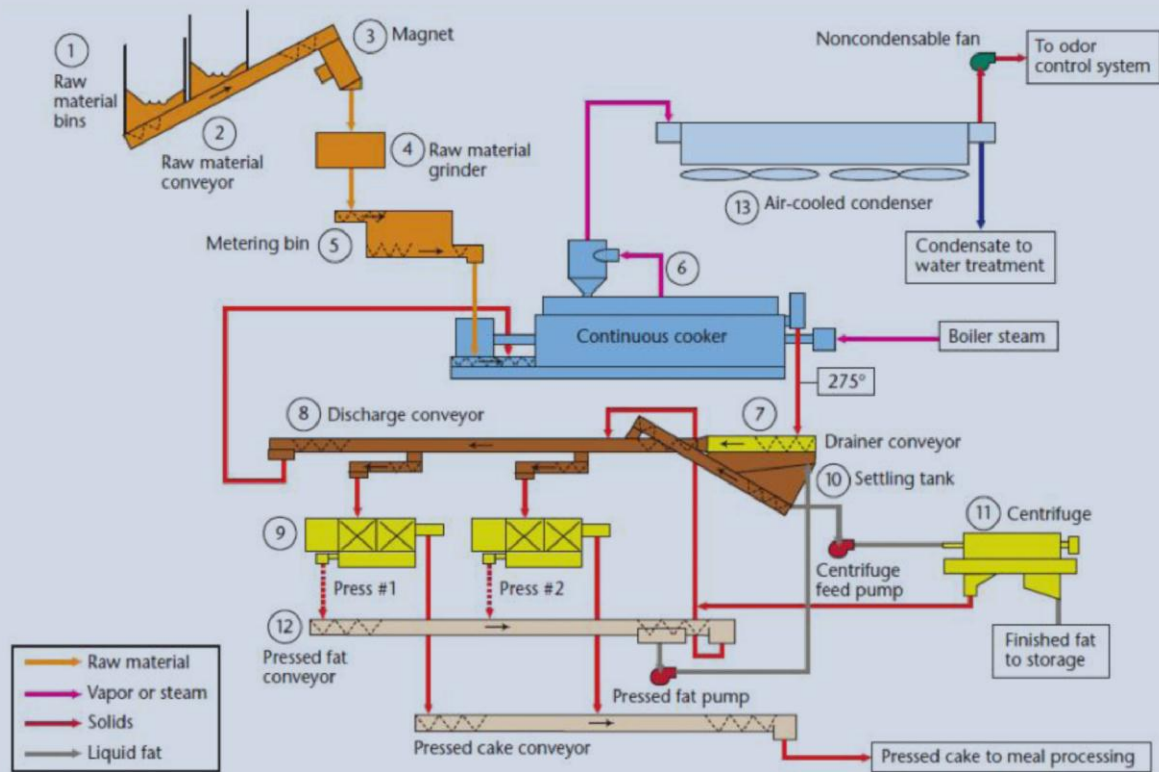 1
Raw
material
bins
2
Raw material
conveyor
3
Magnet
4
Raw material
grinder
Metering bin
5
Noncondensable fan
To odor
control system
13
Air-cooled condenser
Condensate to
water treatment
6
Continuous cooker
Boiler steam
275°
8
Discharge conveyor
7
Drainer conveyor
10
Settling tank
9
Press #1
Press #2
11
Centrifuge
Centrifuge
feed pump
Finished fat
to storage
12
Pressed fat
conveyor
Pressed fat pump
Pressed cake conveyor
Pressed cake to meal processing
Raw material
Vapor or steam
Solids
Liquid fat